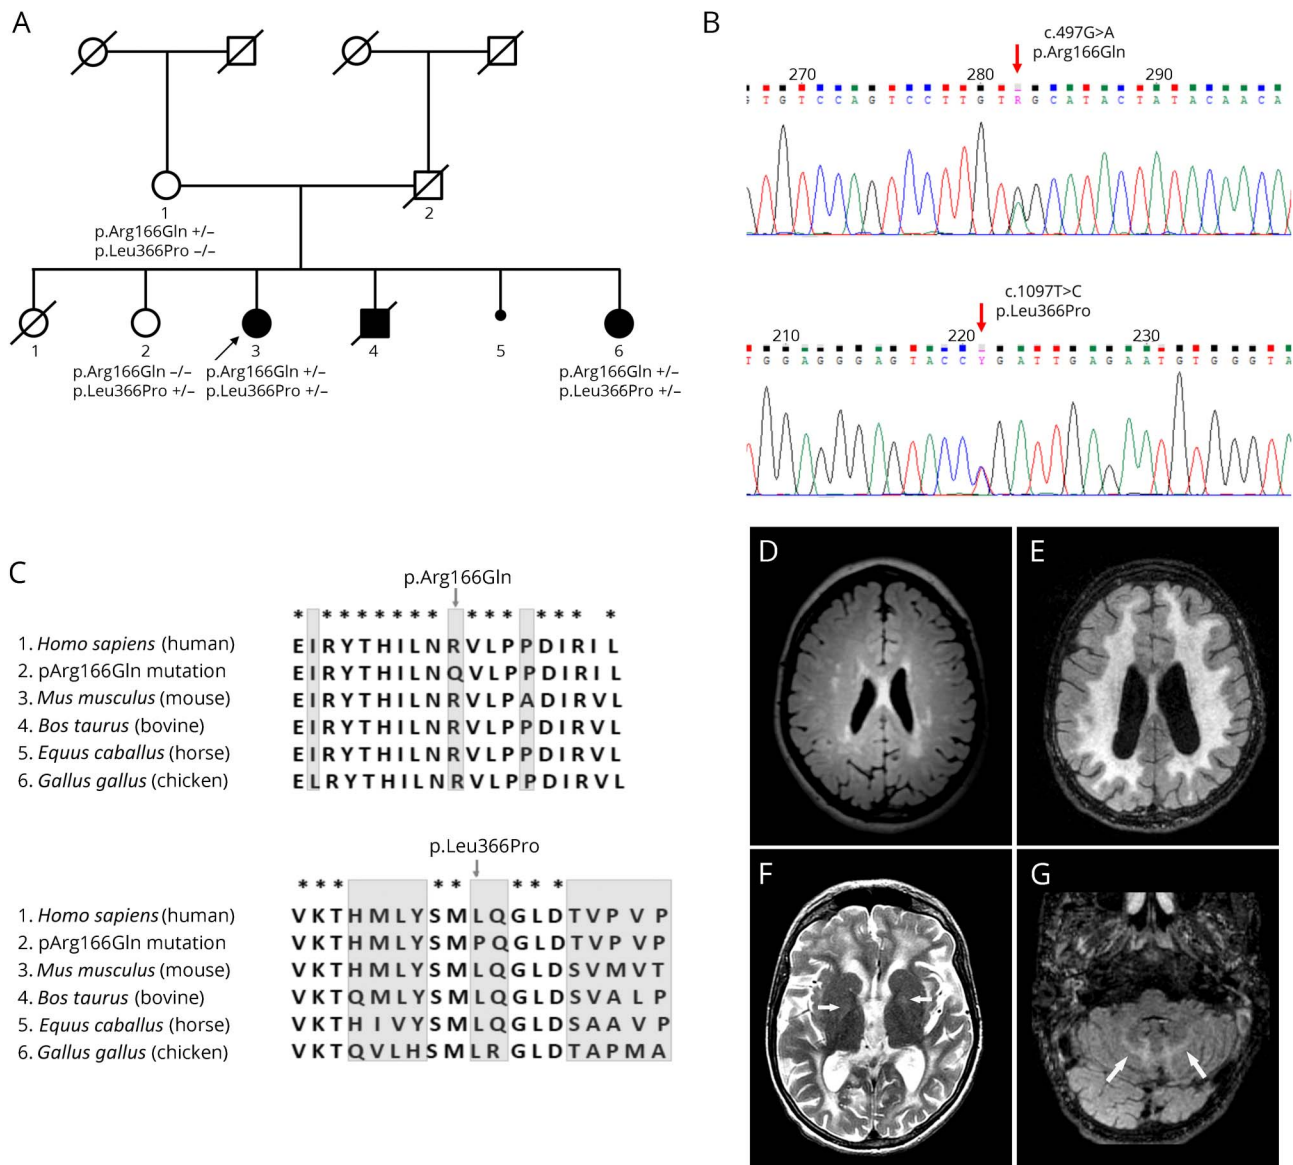 A
1
2
p.Arg166Gln +/–
p.Leu366Pro –/–
1
2
3
4
5
6
p.Arg166Gln –/–
p.Leu366Pro +/–
p.Arg166Gln +/–
p.Leu366Pro +/–
p.Arg166Gln +/–
p.Leu366Pro +/–
B
c.497G>A
p.Arg166Gln
270 280 290
G T G T C C A G T C C T T G T R G C A T A C T A T A C A A C A
c.1097T>C
p.Leu366Pro
210 220 230
T G G A G G G A G T A C C Y G A T T G A G A A T G T G G G T A
C
p.Arg166Gln
* * * * * * * * * * * * * * *
1. Homo sapiens (human) E I R Y T H I L N R V L P P D I R I L
2. pArg166Gln mutation E I R Y T H I L N Q V L P P D I R I L
3. Mus musculus (mouse) E I R Y T H I L N R V L P A D I R V L
4. Bos taurus (bovine) E I R Y T H I L N R V L P P D I R V L
5. Equus caballus (horse) E I R Y T H I L N R V L P P D I R V L
6. Gallus gallus (chicken) E L R Y T H I L N R V L P P D I R V L
p.Leu366Pro
* * * * * * * *
1. Homo sapiens (human) V K T H M L Y S M L Q G L D T V P V P
2. pArg166Gln mutation V K T H M L Y S M P Q G L D T V P V P
3. Mus musculus (mouse) V K T H M L Y S M L Q G L D S V M V T
4. Bos taurus (bovine) V K T Q M L Y S M L Q G L D S V A L P
5. Equus caballus (horse) V K T H I V Y S M L Q G L D S A A V P
6. Gallus gallus (chicken) V K T Q V L H S M L R G L D T A P M A
D
E
F
G